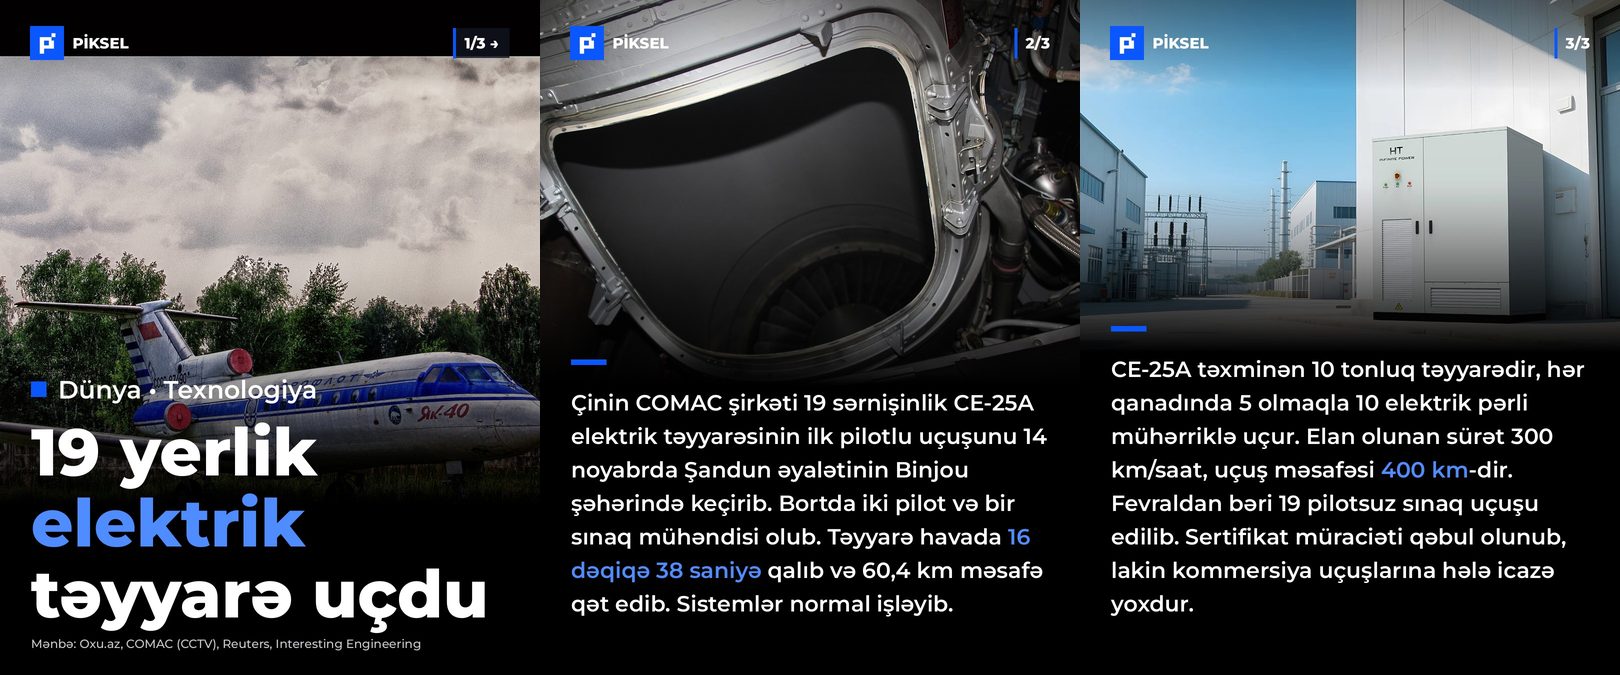 PİKSEL
1/3 →
Як-40
Dünya • Texnologiya
19 yerlik
elektrik
təyyarə uçdu
Mənbə: Oxu.az, COMAC (CCTV), Reuters, Interesting Engineering
PİKSEL
2/3
Çinin COMAC şirkəti 19 sərnişinlik CE-25A
elektrik təyyarəsinin ilk pilotlu uçuşunu 14
noyabrda Şandun əyalətinin Binjou
şəhərində keçirib. Bortda iki pilot və bir
sınaq mühəndisi olub. Təyyarə havada 16
dəqiqə 38 saniyə qalıb və 60,4 km məsafə
qət edib. Sistemlər normal işləyib.
PİKSEL
3/3
HT
INFINITE POWER
CE-25A təxminən 10 tonluq təyyarədir, hər
qanadında 5 olmaqla 10 elektrik pərli
mühərriklə uçur. Elan olunan sürət 300
km/saat, uçuş məsafəsi 400 km-dir.
Fevraldan bəri 19 pilotsuz sınaq uçuşu
edilib. Sertifikat müraciəti qəbul olunub,
lakin kommersiya uçuşlarına hələ icazə
yoxdur.